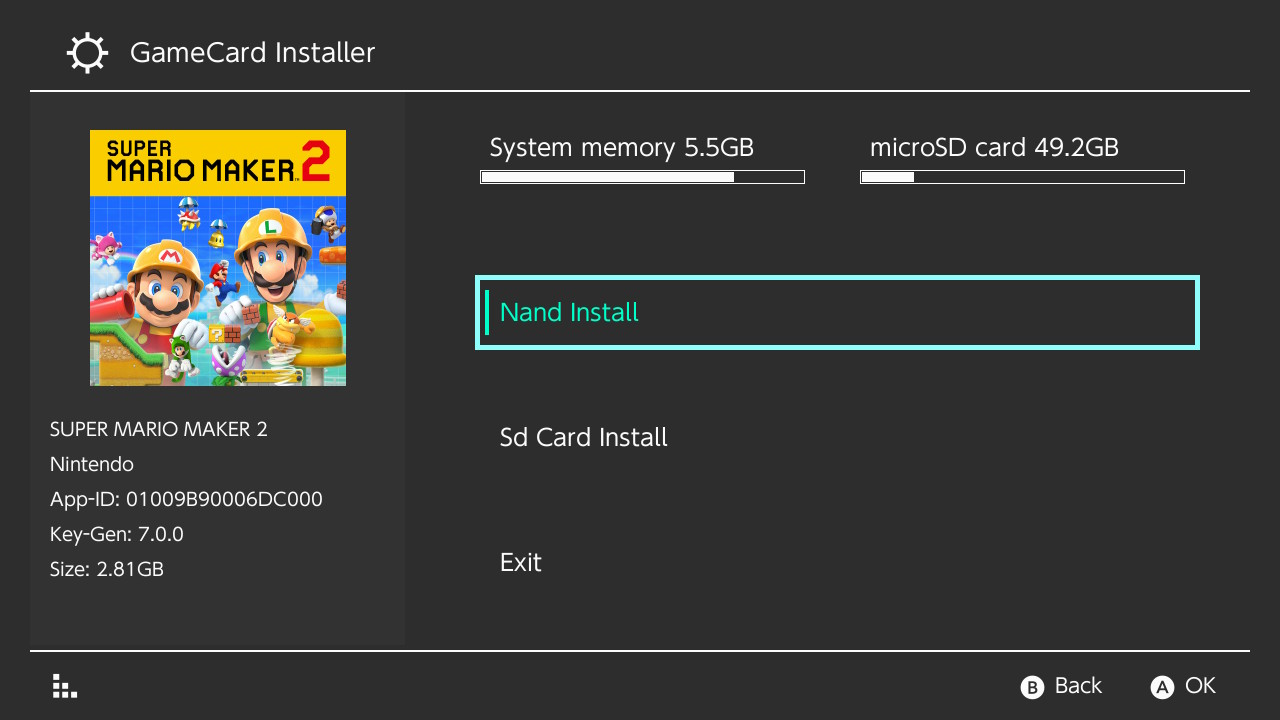 GameCard Installer
SUPER
MARIO MAKER 2
System memory 5.5GB
microSD card 49.2GB
Nand Install
Sd Card Install
Exit
SUPER MARIO MAKER 2
Nintendo
App-ID: 01009B90006DC000
Key-Gen: 7.0.0
Size: 2.81GB
B Back
A OK